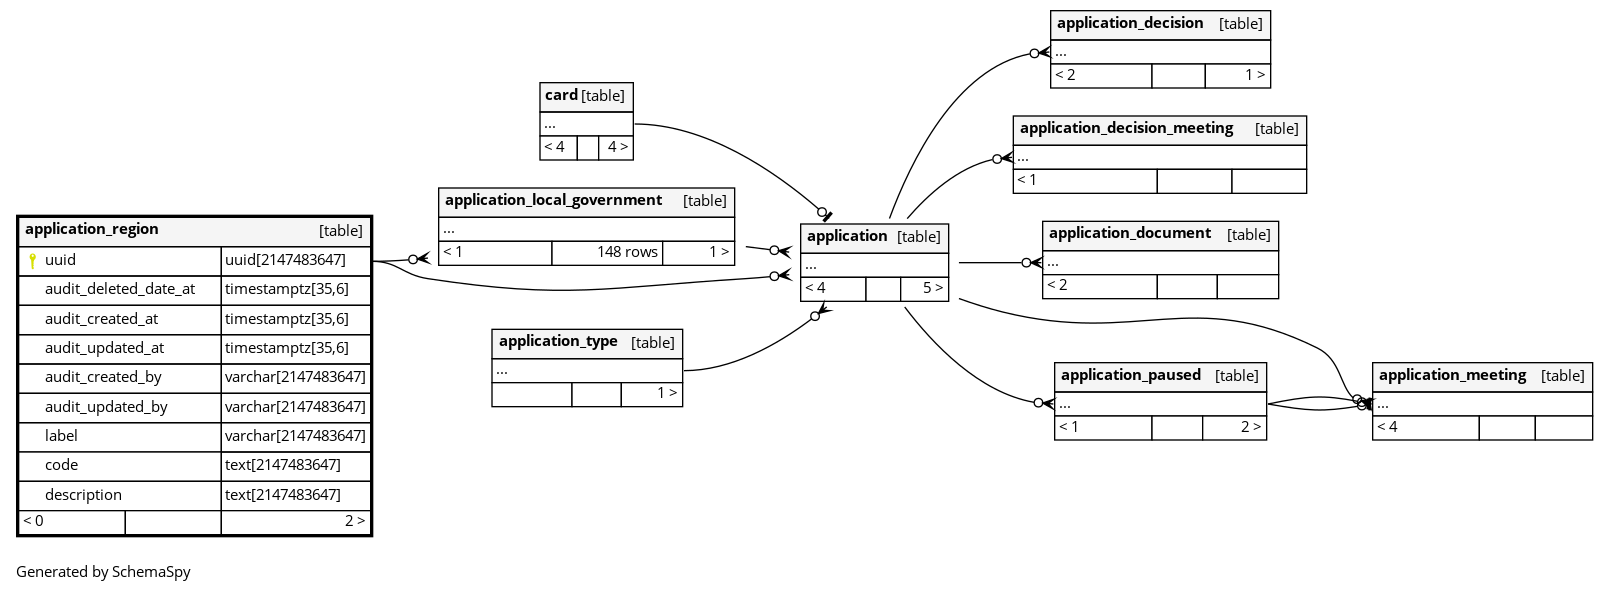 application_decision [table]
...
< 2 1 >
card [table]
...
< 4 4 >
application_decision_meeting [table]
...
< 1
application_local_government [table]
...
< 1 148 rows 1 >
application_region [table]
uuid uuid[2147483647]
audit_deleted_date_at timestamptz[35,6]
audit_created_at timestamptz[35,6]
audit_updated_at timestamptz[35,6]
audit_created_by varchar[2147483647]
audit_updated_by varchar[2147483647]
label varchar[2147483647]
code text[2147483647]
description text[2147483647]
< 0 2 >
application [table]
...
< 4 5 >
application_document [table]
...
< 2
application_type [table]
...
1 >
application_paused [table]
...
< 1 2 >
application_meeting [table]
...
< 4
Generated by SchemaSpy